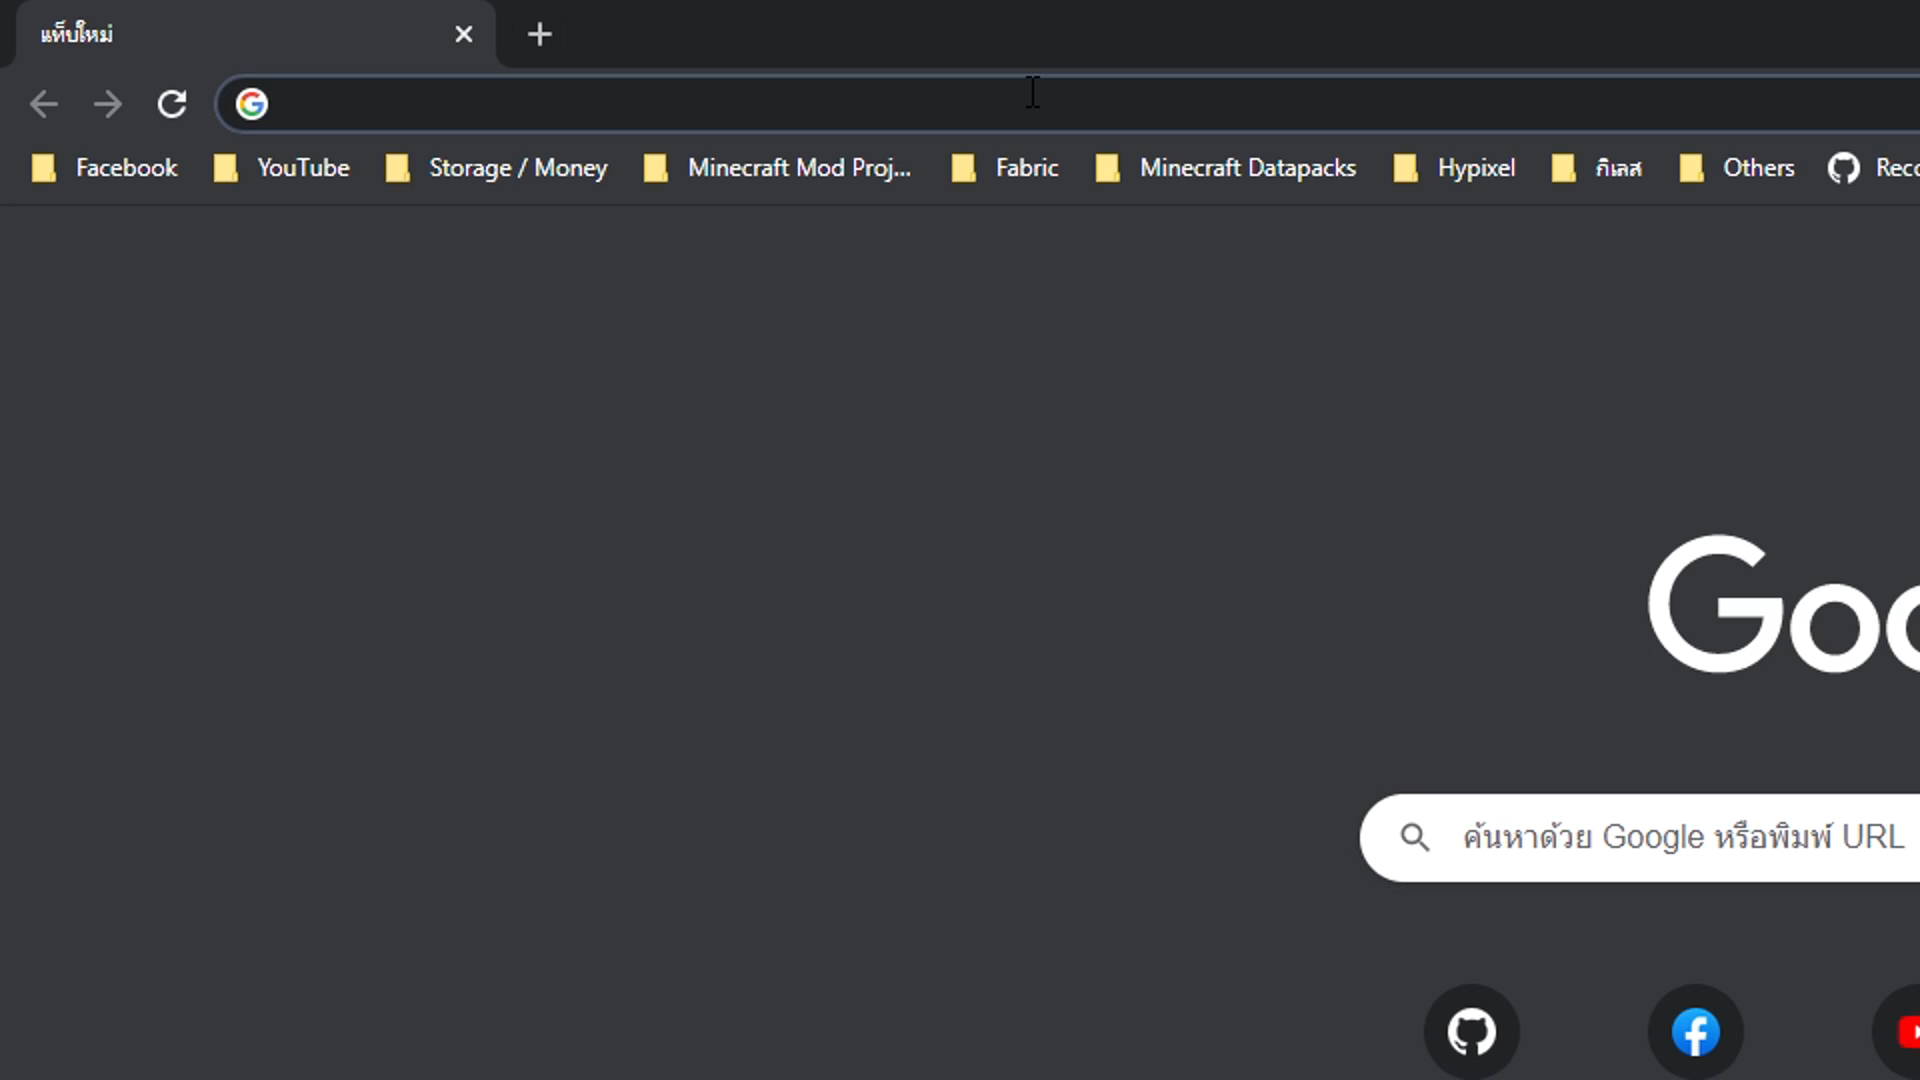 แท็บใหม่
Facebook YouTube Storage / Money Minecraft Mod Proj... Fabric Minecraft Datapacks Hypixel กิเลส Others Reco
Goo
ค้นหาด้วย Google หรือพิมพ์ URL